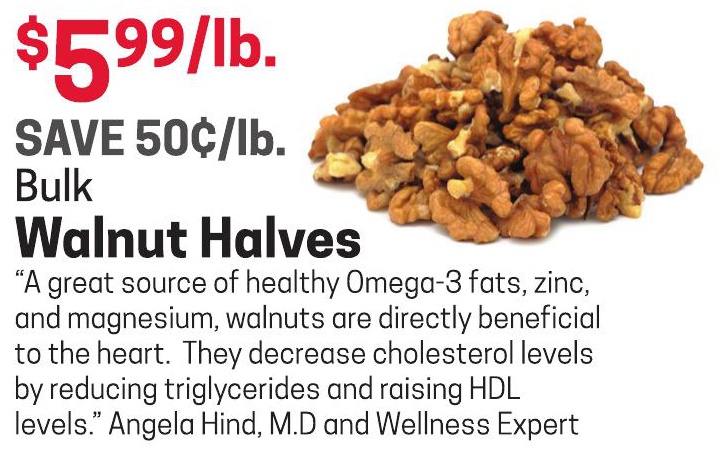 $5.99/lb.
SAVE 50¢/lb.
Bulk
Walnut Halves
“A great source of healthy Omega-3 fats, zinc,
and magnesium, walnuts are directly beneficial
to the heart.  They decrease cholesterol levels
by reducing triglycerides and raising HDL
levels.” Angela Hind, M.D and Wellness Expert